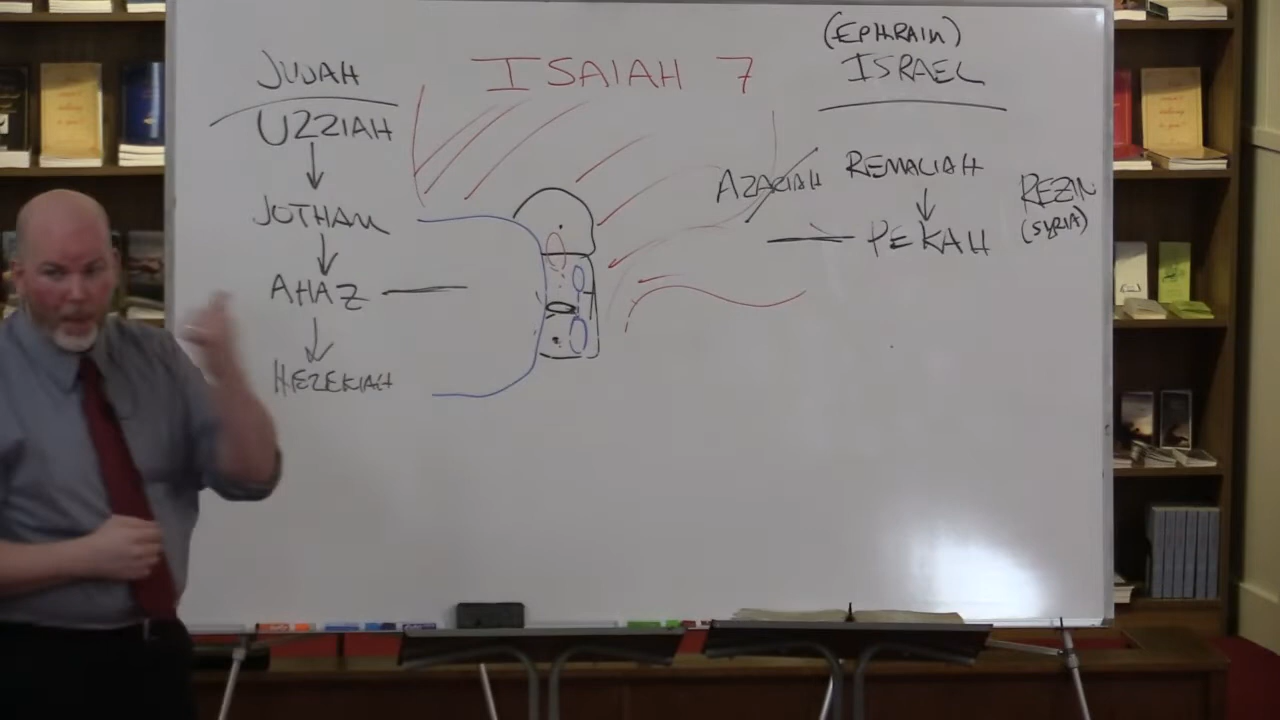 JUDAH
UZZIAH
JOTHAM
AHAZ
HEZEKIAH
ISAIAH 7
(EPHRAIM)
ISRAEL
AZARIAH
REMALIAH
PEKAH
REZIN
(SYRIA)